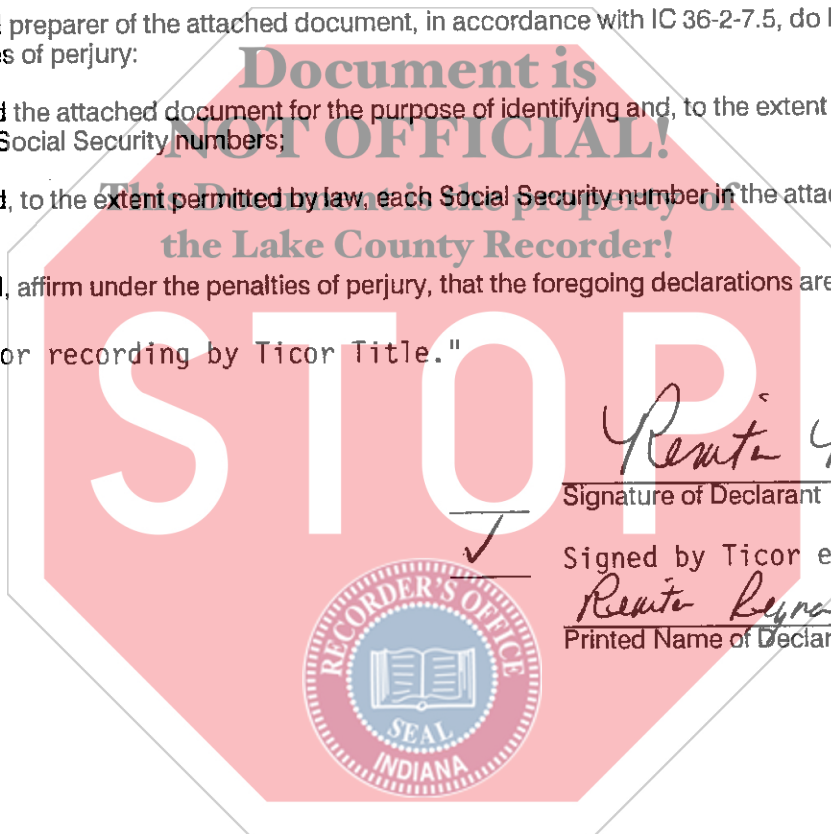 preparer of the attached document, in accordance with IC 36-2-7.5, do
s of perjury:
Document is
the attached document for the purpose of identifying and, to the extent
NOT OFFICIAL!
Social Security numbers;
to the extent permitted by law, each Social Security number in the
This Document is the property of
the Lake County Recorder!
affirm under the penalties of perjury, that the foregoing declarations are
or recording by Ticor Title."
STOP
Signature of Declarant
Signed by Ticor
Printed Name of
RECORDER'S OFFICE
SEAL
INDIANA